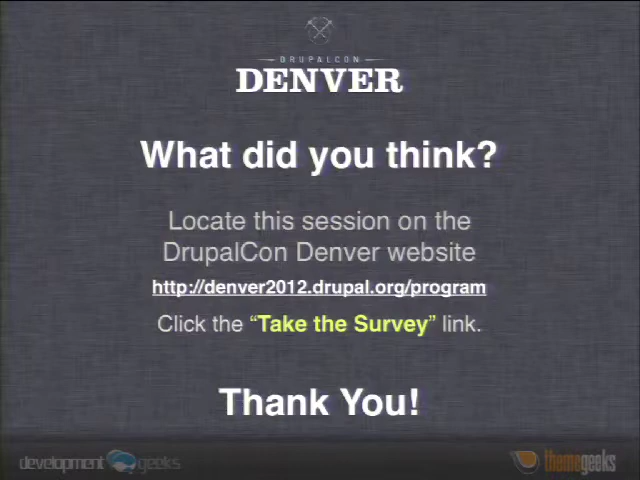 DRUPALCON
DENVER
What did you think?
Locate this session on the
DrupalCon Denver website
http://denver2012.drupal.org/program
Click the “Take the Survey” link.
Thank You!
development geeks
themegeeks